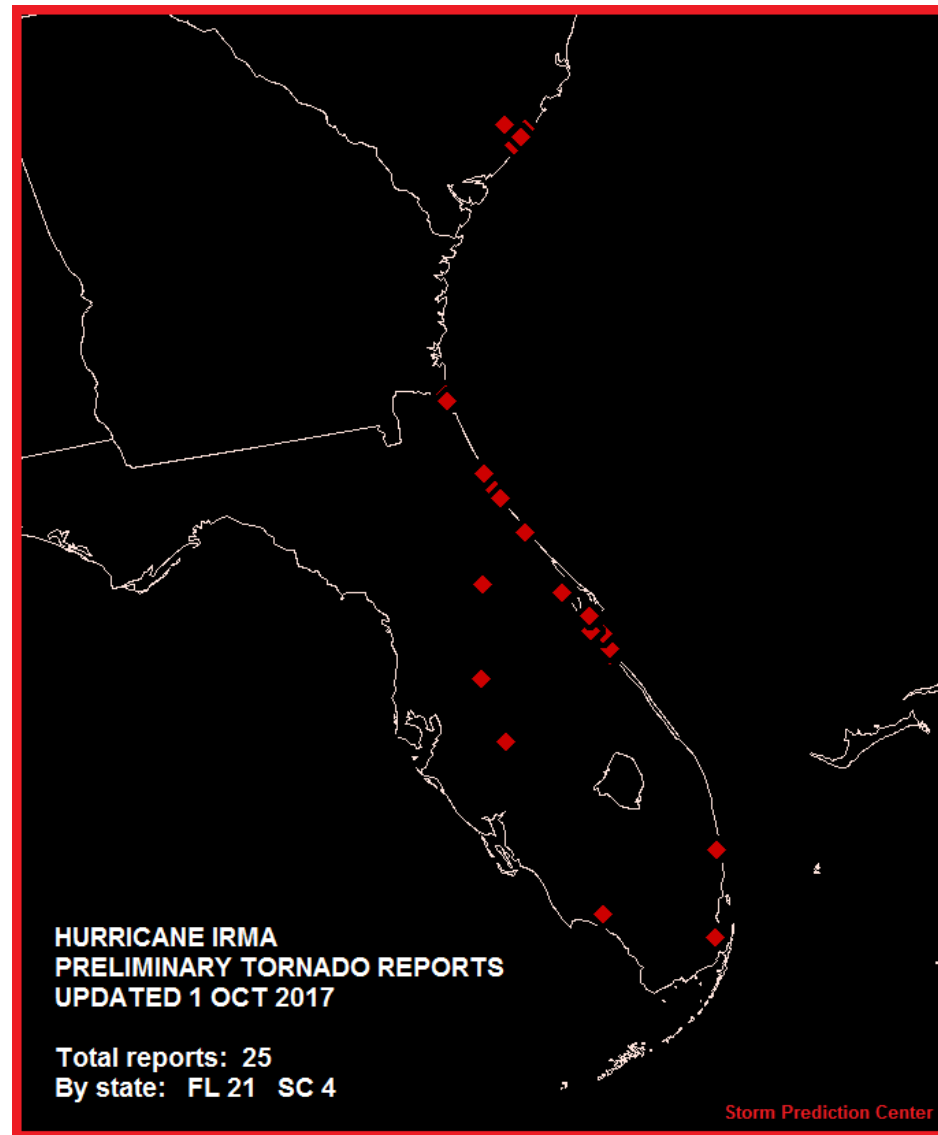 HURRICANE IRMA
PRELIMINARY TORNADO REPORTS
UPDATED 1 OCT 2017
Total reports: 25
By state: FL 21 SC 4
Storm Prediction Center